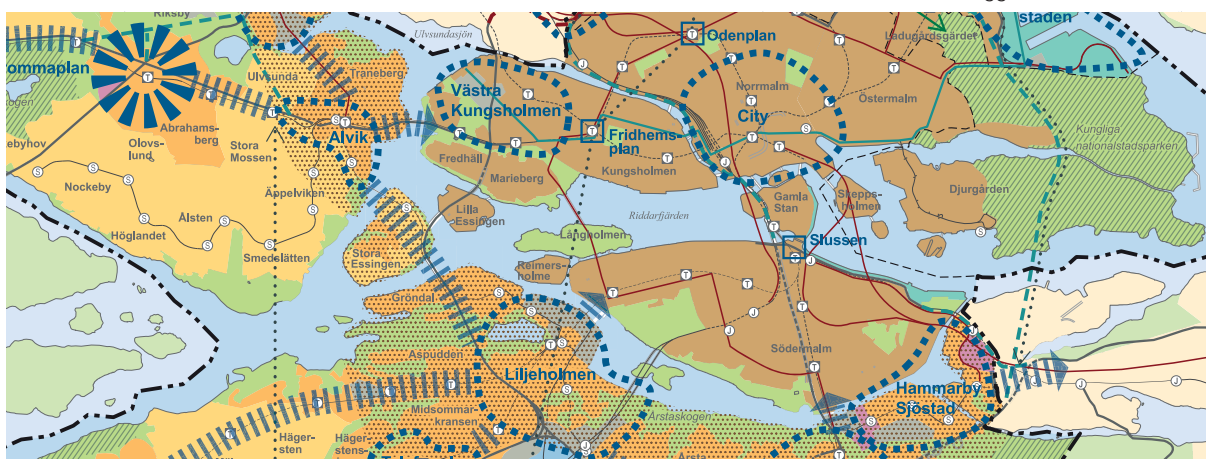 Riksby
Ulvsundasjön
staden
Odenplan
Ladugårdsgärdet
ommaplan
Ulvsunda
Traneberg
Västra
Kungsholmen
Norrmalm
City
Östermalm
Abrahams-
berg
Olovs-
lund
Stora
Mossen
Alvik
Fridhems-
plan
Kungliga
nationalstadsparken
ebyhov
Fredhäll
Marieberg
Kungsholmen
Nockeby
Äppelviken
Lilla
Essingen
Riddarfjärden
Gamla
Stan
Skepps-
holmen
Djurgården
Ålsten
Höglandet
Smedslätten
Stora
Essingen
Långholmen
Slussen
Reimers-
holme
Gröndal
Aspudden
Liljeholmen
Södermalm
Hammarby
Sjöstad
Midsommar-
kransen
Årstaskogen
Häger-
sten
Häger-
stens
Årsta